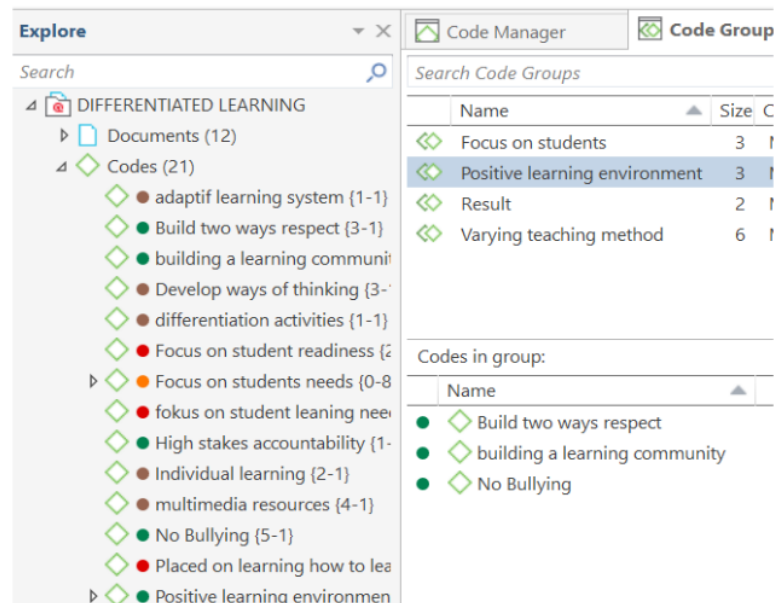 Explore
Search
DIFFERENTIATED LEARNING
Documents (12)
Codes (21)
adaptif learning system {1-1}
Build two ways respect {3-1}
building a learning communit
Develop ways of thinking {3-
differentiation activities {1-1}
Focus on student readiness {2
Focus on students needs {0-8
fokus on student leaning nee
High stakes accountability {1-
Individual learning {2-1}
multimedia resources {4-1}
No Bullying {5-1}
Placed on learning how to lea
Positive learning environmen
Code Manager
Code Group
Search Code Groups
Name Size C
Focus on students 3
Positive learning environment 3
Result 2
Varying teaching method 6
Codes in group:
Name
Build two ways respect
building a learning community
No Bullying